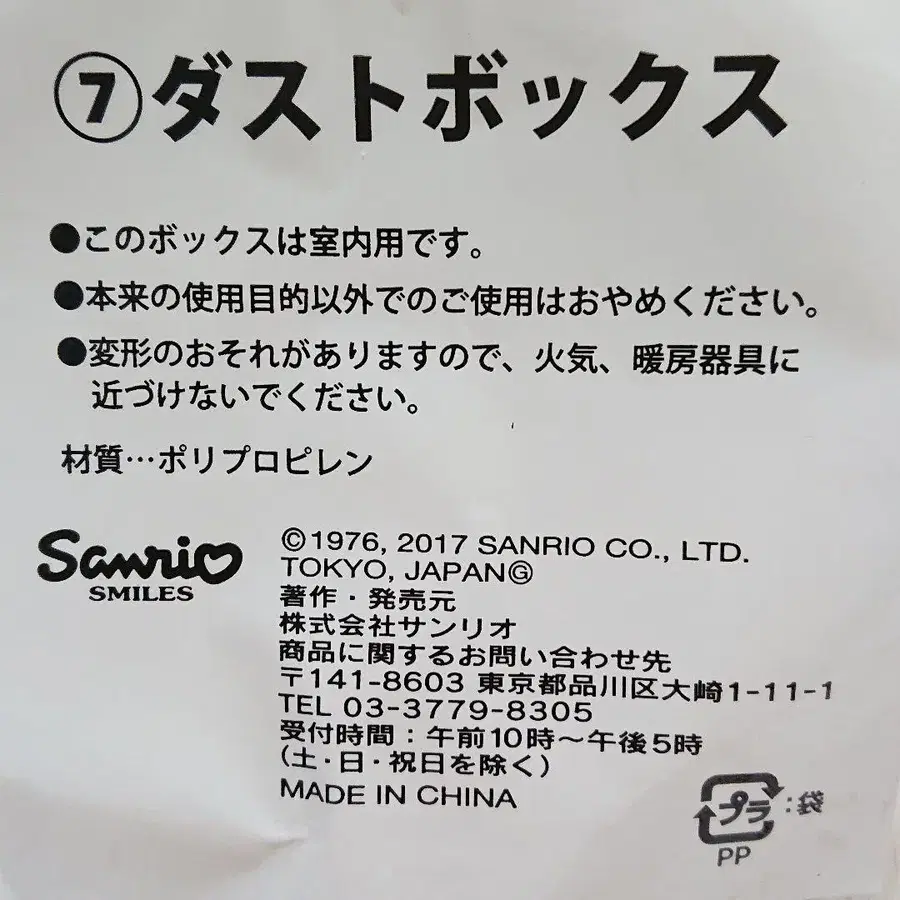 ⑦ダストボックス
●このボックスは室内用です。
●本来の使用目的以外でのご使用はおやめください。
●変形のおそれがありますので、火気、暖房器具に
近づけないでください。
材質…ポリプロピレン
Sanrio
SMILES
©1976, 2017 SANRIO CO., LTD.
TOKYO, JAPANⒼ
著作・発売元
株式会社サンリオ
商品に関するお問い合わせ先
〒141-8603 東京都品川区大崎1-11-1
TEL 03-3779-8305
受付時間：午前10時～午後5時
(土・日・祝日を除く)
MADE IN CHINA
プラ：袋
PP